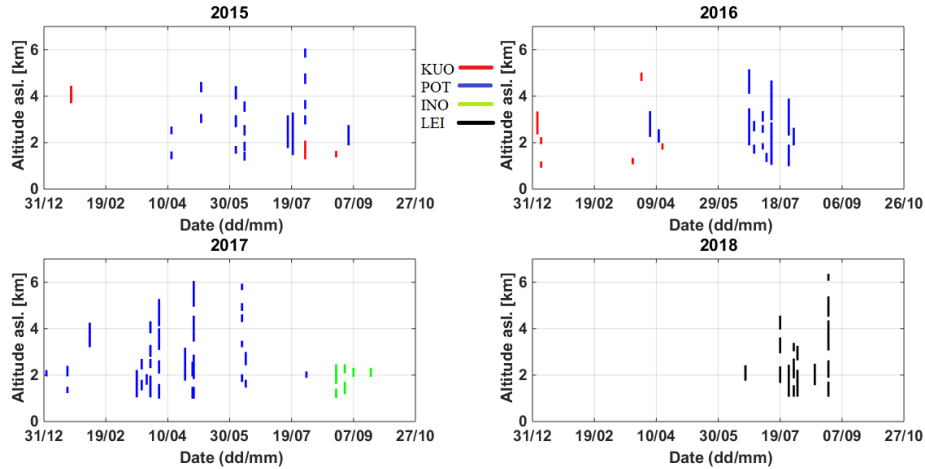 2015
Altitude asl. [km]
6
4
2
0
31/12 19/02 10/04 30/05 19/07 07/09 27/10
Date (dd/mm)
KUO
POT
INO
LEI
2016
Altitude asl. [km]
6
4
2
0
31/12 19/02 09/04 29/05 18/07 06/09 26/10
Date (dd/mm)
2017
Altitude asl. [km]
6
4
2
0
31/12 19/02 10/04 30/05 19/07 07/09 27/10
Date (dd/mm)
2018
Altitude asl. [km]
6
4
2
0
31/12 19/02 10/04 30/05 19/07 07/09 27/10
Date (dd/mm)